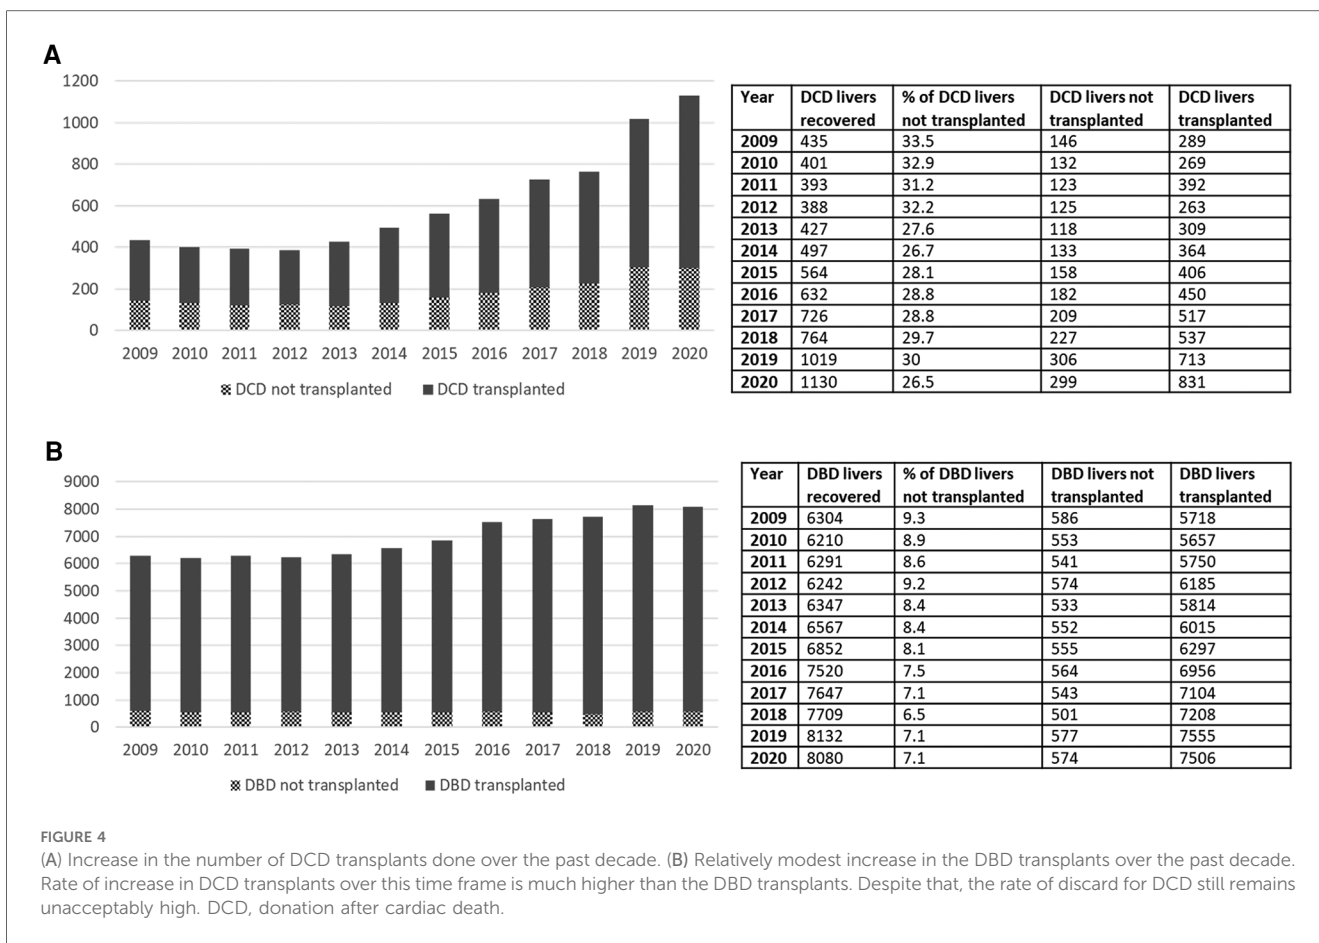 A
1200
1000
800
600
400
200
0
2009 2010 2011 2012 2013 2014 2015 2016 2017 2018 2019 2020
DCD not transplanted DCD transplanted
Year DCD livers recovered % of DCD livers not transplanted DCD livers not transplanted DCD livers transplanted
2009 435 33.5 146 289
2010 401 32.9 132 269
2011 393 31.2 123 392
2012 388 32.2 125 263
2013 427 27.6 118 309
2014 497 26.7 133 364
2015 564 28.1 158 406
2016 632 28.8 182 450
2017 726 28.8 209 517
2018 764 29.7 227 537
2019 1019 30 306 713
2020 1130 26.5 299 831
B
9000
8000
7000
6000
5000
4000
3000
2000
1000
0
2009 2010 2011 2012 2013 2014 2015 2016 2017 2018 2019 2020
DBD not transplanted DBD transplanted
Year DBD livers recovered % of DBD livers not transplanted DBD livers not transplanted DBD livers transplanted
2009 6304 9.3 586 5718
2010 6210 8.9 553 5657
2011 6291 8.6 541 5750
2012 6242 9.2 574 6185
2013 6347 8.4 533 5814
2014 6567 8.4 552 6015
2015 6852 8.1 555 6297
2016 7520 7.5 564 6956
2017 7647 7.1 543 7104
2018 7709 6.5 501 7208
2019 8132 7.1 577 7555
2020 8080 7.1 574 7506
FIGURE 4
(A) Increase in the number of DCD transplants done over the past decade. (B) Relatively modest increase in the DBD transplants over the past decade.
Rate of increase in DCD transplants over this time frame is much higher than the DBD transplants. Despite that, the rate of discard for DCD still remains
unacceptably high. DCD, donation after cardiac death.